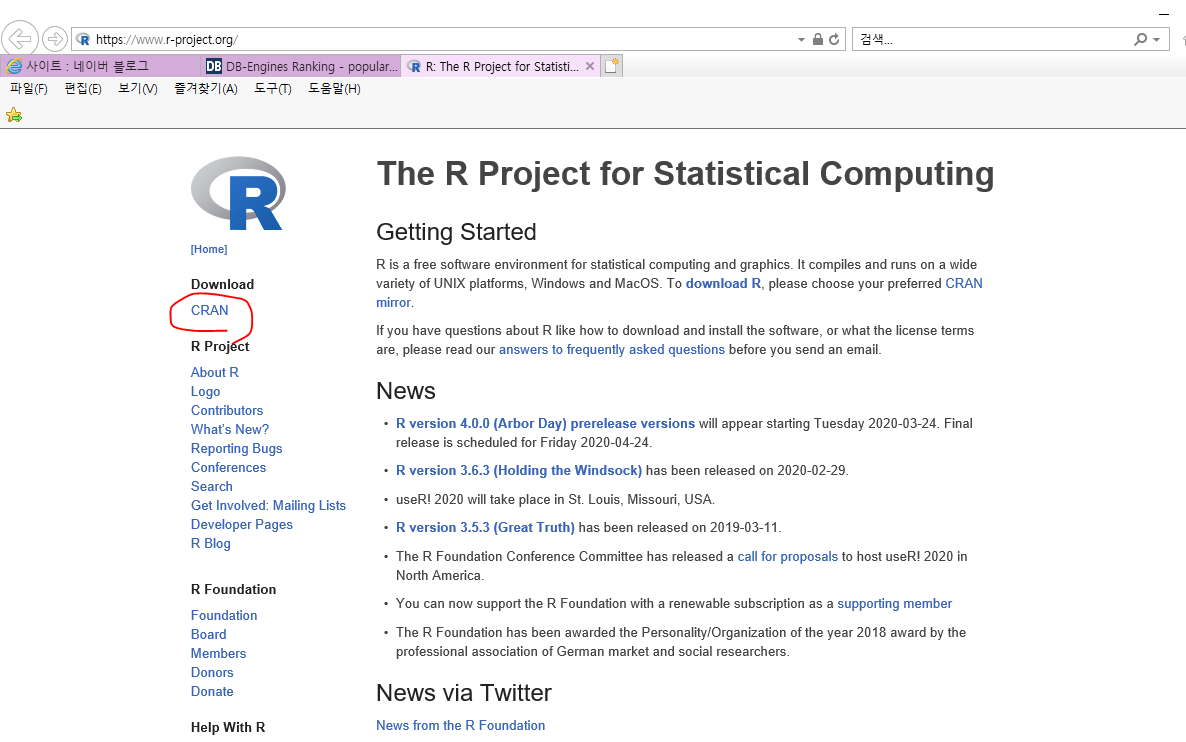 https://www.r-project.org/
검색...
사이트 : 네이버 블로그
DB DB-Engines Ranking - popular...
R: The R Project for Statisti...
파일(F) 편집(E) 보기(V) 즐겨찾기(A) 도구(T) 도움말(H)
R
[Home]
Download
CRAN
R Project
About R
Logo
Contributors
What's New?
Reporting Bugs
Conferences
Search
Get Involved: Mailing Lists
Developer Pages
R Blog
R Foundation
Foundation
Board
Members
Donors
Donate
Help With R
The R Project for Statistical Computing
Getting Started
R is a free software environment for statistical computing and graphics. It compiles and runs on a wide
variety of UNIX platforms, Windows and MacOS. To download R, please choose your preferred CRAN
mirror.
If you have questions about R like how to download and install the software, or what the license terms
are, please read our answers to frequently asked questions before you send an email.
News
• R version 4.0.0 (Arbor Day) prerelease versions will appear starting Tuesday 2020-03-24. Final
release is scheduled for Friday 2020-04-24.
• R version 3.6.3 (Holding the Windsock) has been released on 2020-02-29.
• useR! 2020 will take place in St. Louis, Missouri, USA.
• R version 3.5.3 (Great Truth) has been released on 2019-03-11.
• The R Foundation Conference Committee has released a call for proposals to host useR! 2020 in
North America.
• You can now support the R Foundation with a renewable subscription as a supporting member
• The R Foundation has been awarded the Personality/Organization of the year 2018 award by the
professional association of German market and social researchers.
News via Twitter
News from the R Foundation